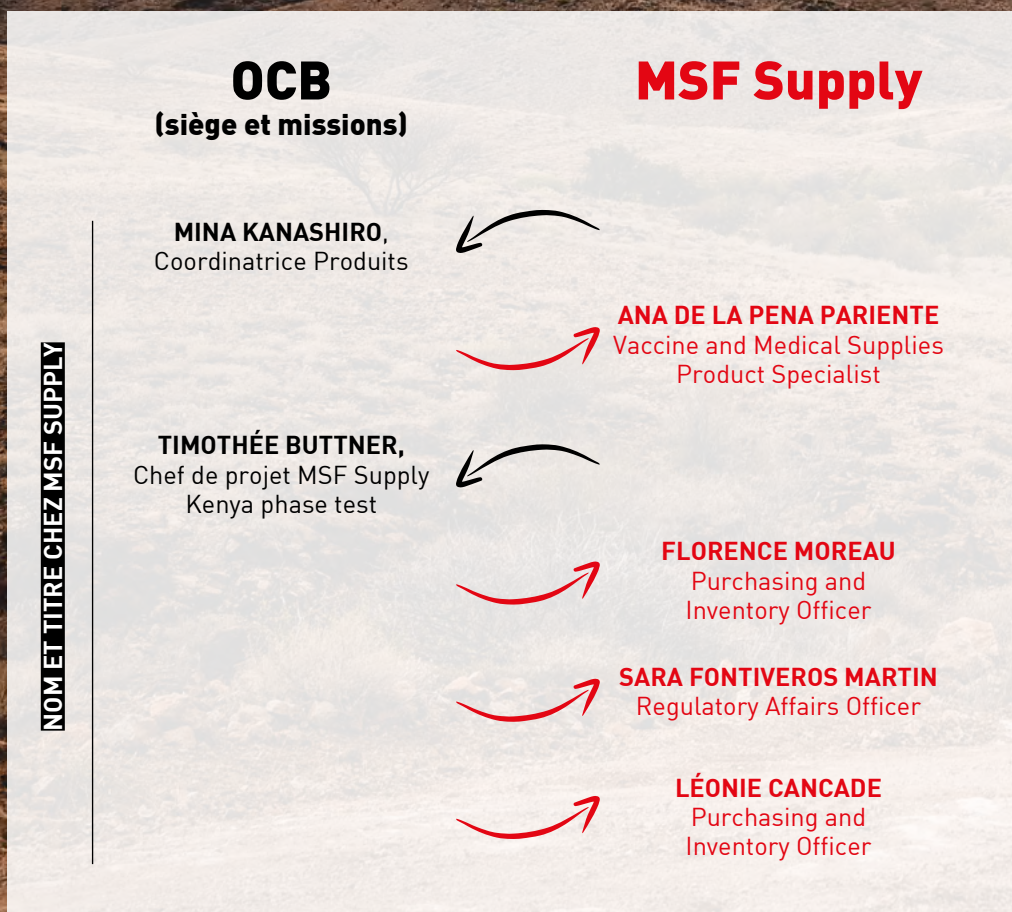 OCB
(siège et missions)
MSF Supply
NOM ET TITRE CHEZ MSF SUPPLY
MINA KANASHIRO,
Coordinatrice Produits
ANA DE LA PENA PARIENTE
Vaccine and Medical Supplies
Product Specialist
TIMOTHÉE BUTTNER,
Chef de projet MSF Supply
Kenya phase test
FLORENCE MOREAU
Purchasing and
Inventory Officer
SARA FONTIVEROS MARTIN
Regulatory Affairs Officer
LÉONIE CANCADE
Purchasing and
Inventory Officer